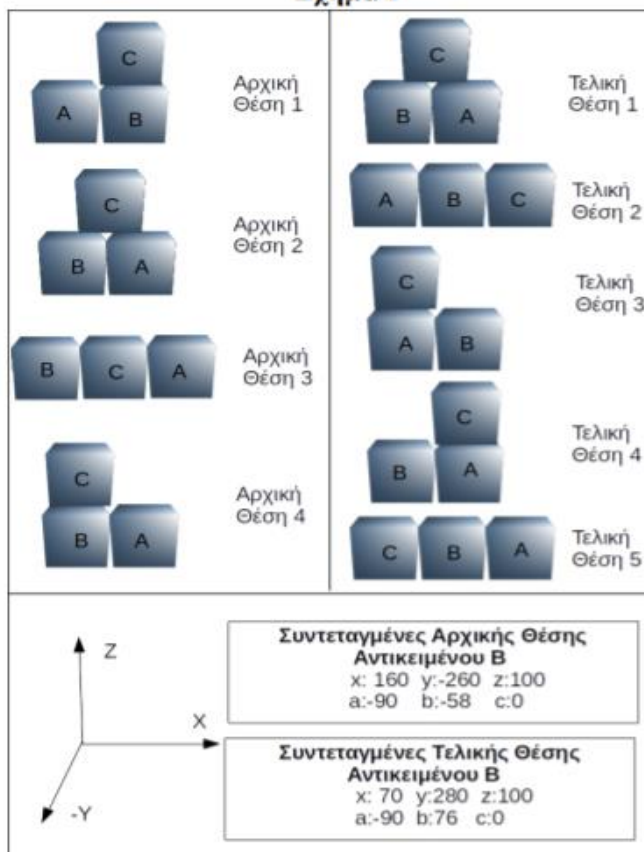 C
Αρχική
Θέση 1
A B
C
Αρχική
Θέση 2
B A
B C A
Αρχική
Θέση 3
C
Αρχική
Θέση 4
B A
C
Τελική
Θέση 1
B A
A B C
Τελική
Θέση 2
C
Τελική
Θέση 3
A B
C
Τελική
Θέση 4
B A
C B A
Τελική
Θέση 5
Z
X
-Y
Συντεταγμένες Αρχικής Θέσης
Αντικειμένου Β
x: 160 y:-260 z:100
a:-90 b:-58 c:0
Συντεταγμένες Τελικής Θέσης
Αντικειμένου Β
x: 70 y:280 z:100
a:-90 b:76 c:0